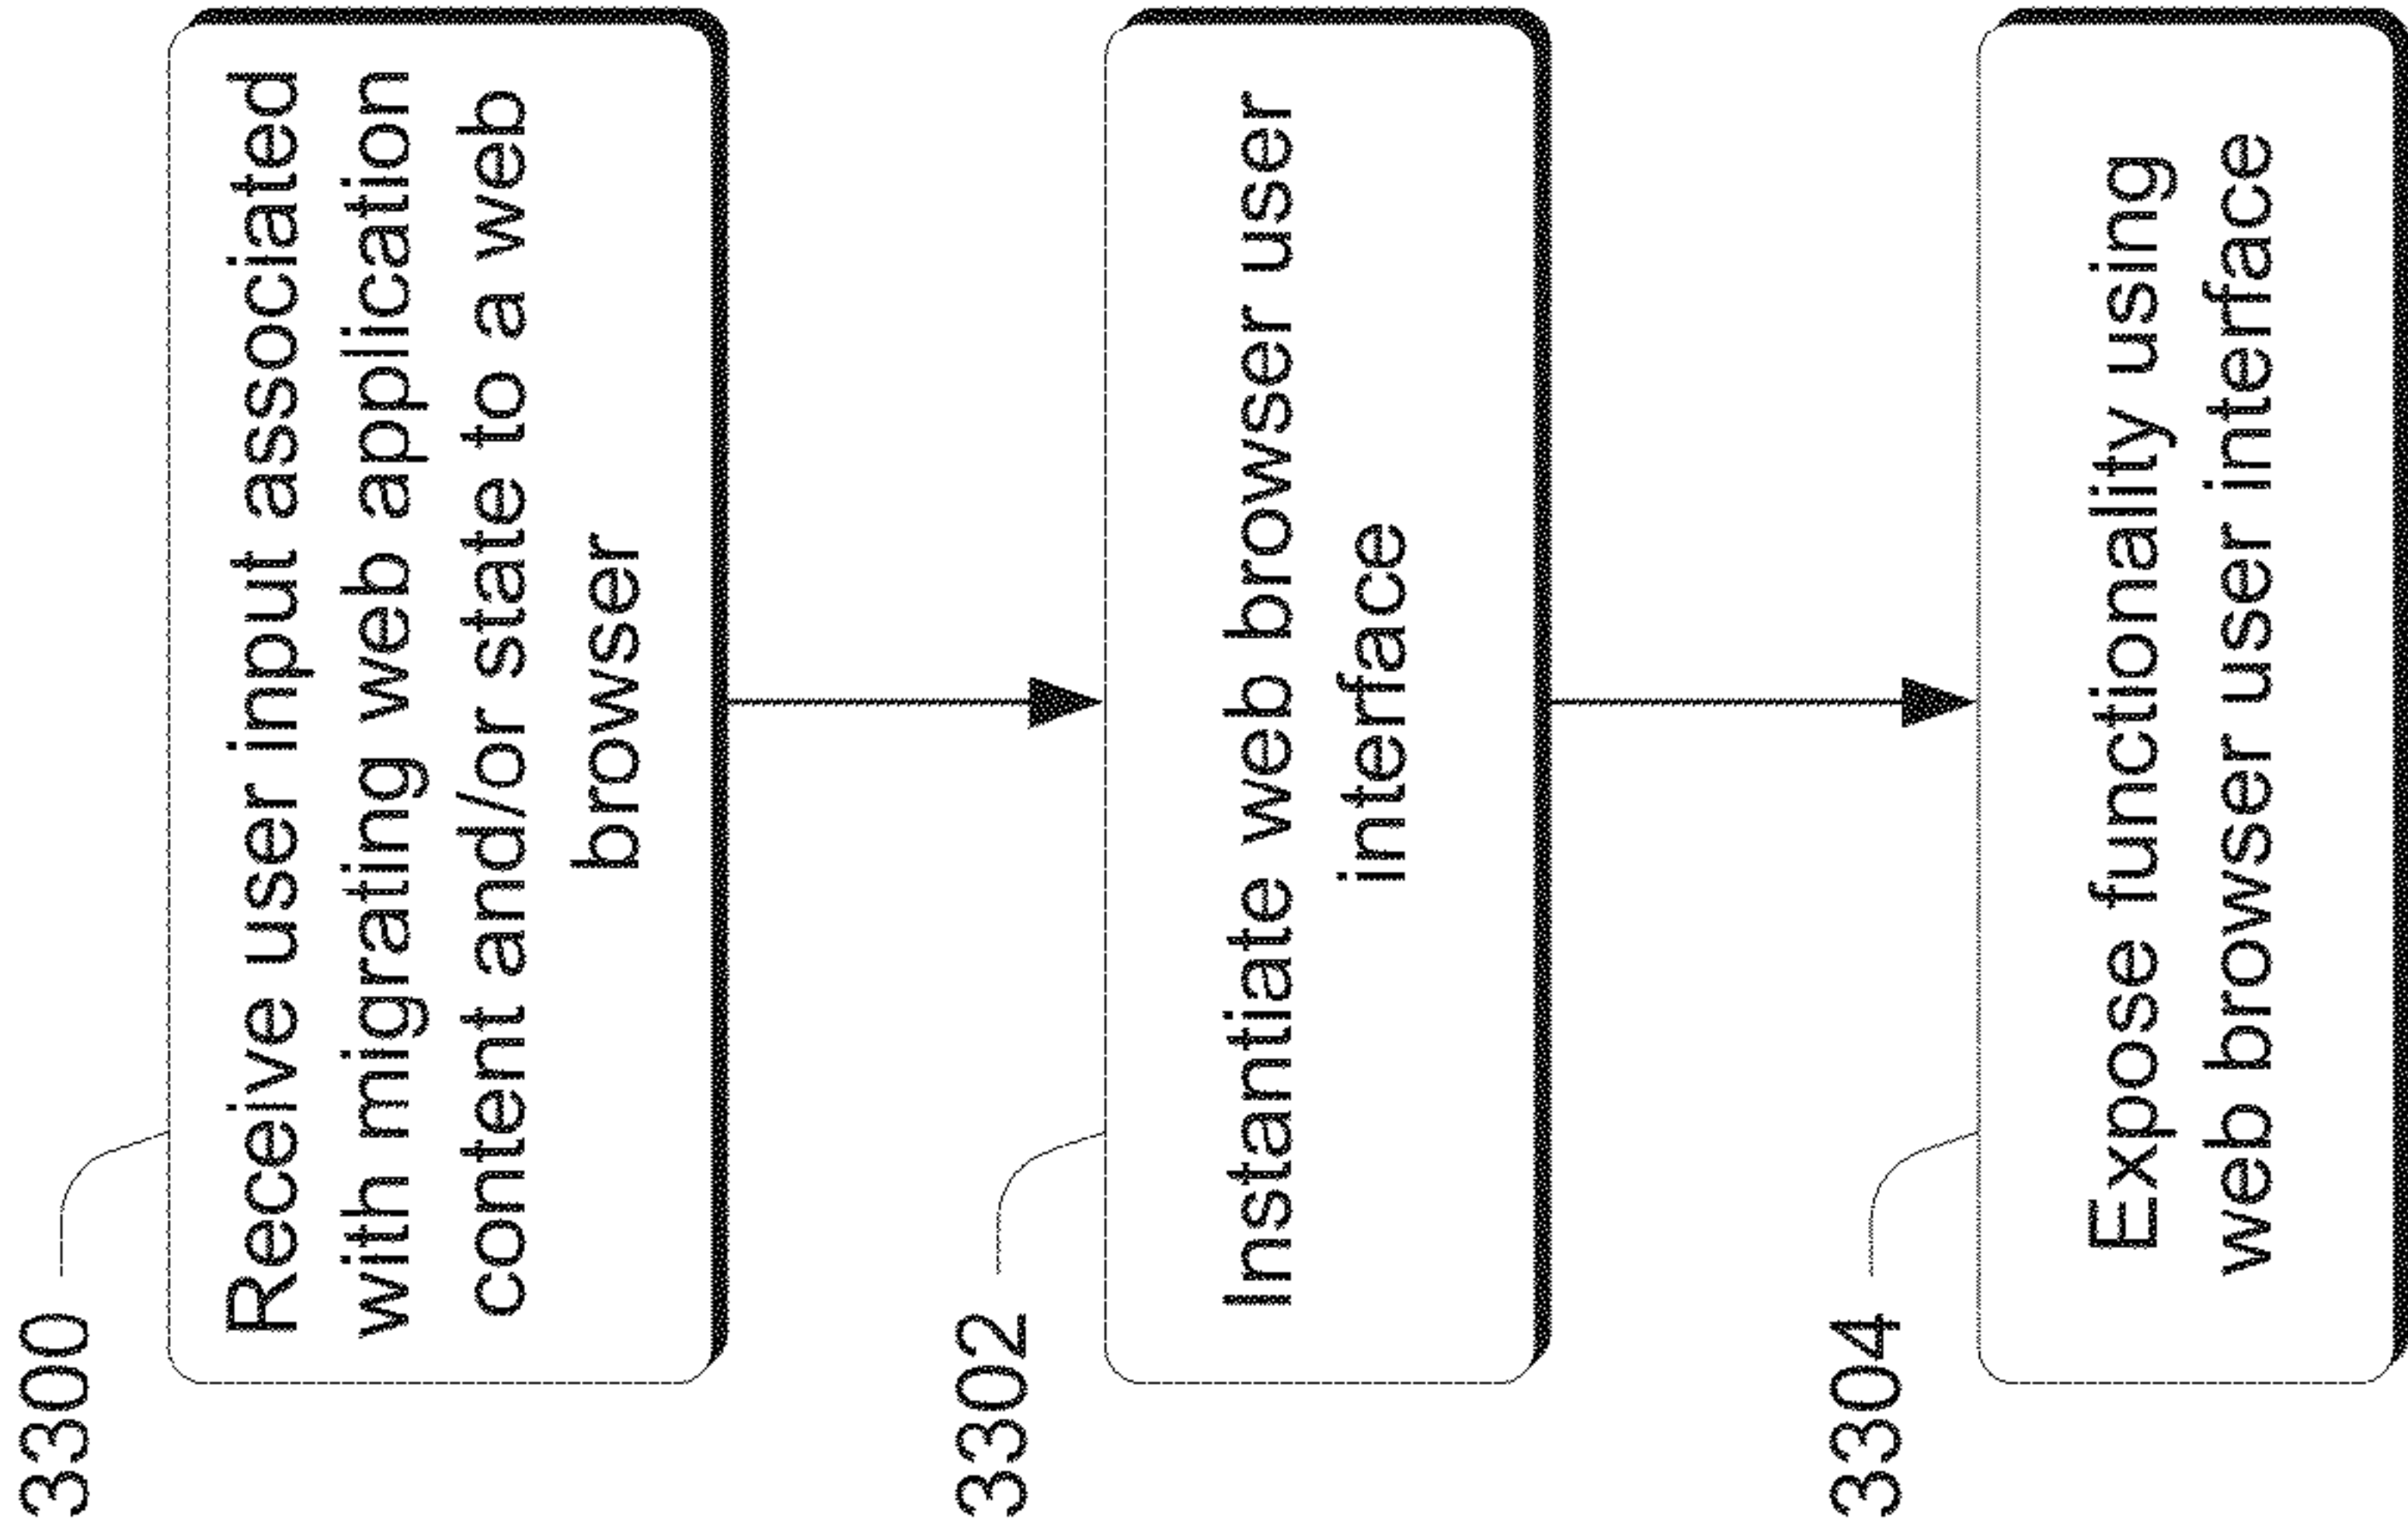 3300
Receive user input associated
with migrating web application
content and/or state to a web
browser
3302
Instantiate web browser user
interface
3304
Expose functionality using
web browser user interface